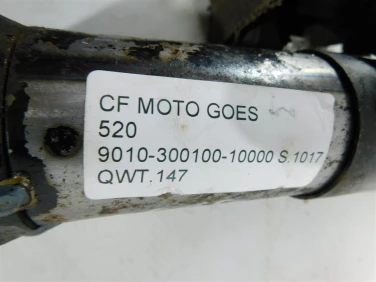 CF MOTO GOES
520
9010-300100-10000 S.1017
QWT.147